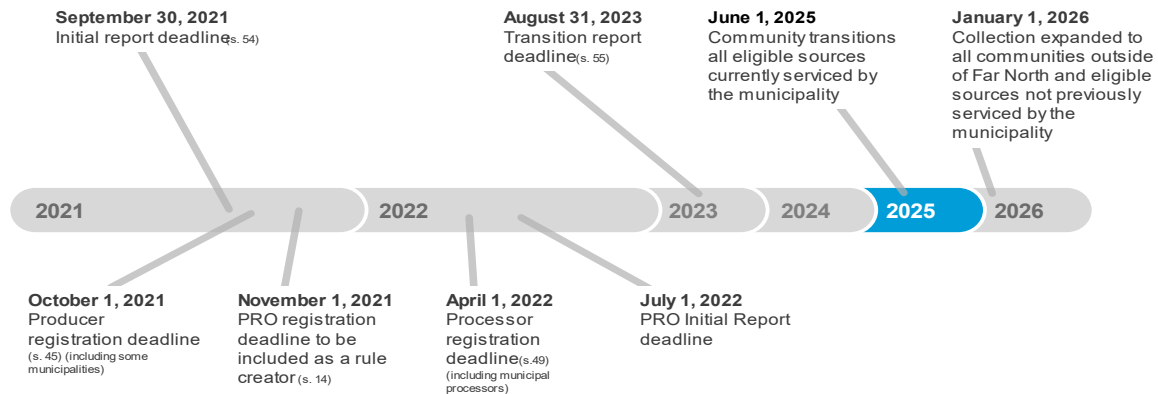 September 30, 2021
Initial report deadline(s. 54)
August 31, 2023
Transition report
deadline(s. 55)
June 1, 2025
Community transitions
all eligible sources
currently serviced by
the municipality
January 1, 2026
Collection expanded to
all communities outside
of Far North and eligible
sources not previously
serviced by the
municipality
2021
2022
2023
2024
2025
2026
October 1, 2021
Producer
registration deadline
(s. 45) (including some
municipalities)
November 1, 2021
PRO registration
deadline to be
included as a rule
creator (s. 14)
April 1, 2022
Processor
registration
deadline(s.49)
(including municipal
processors)
July 1, 2022
PRO Initial Report
deadline